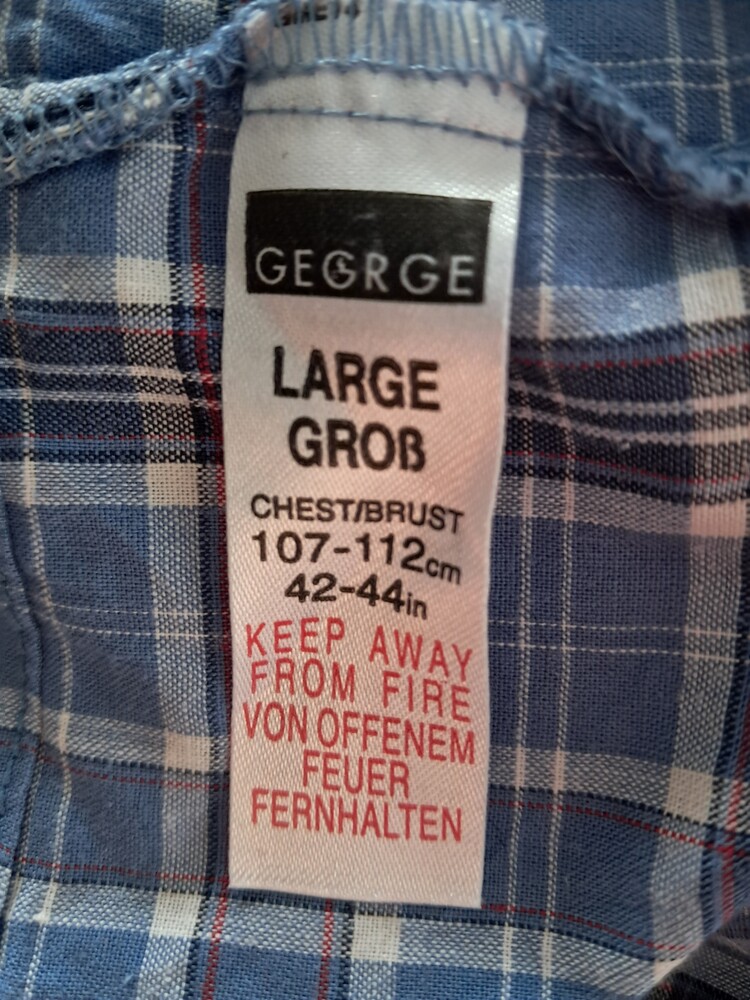 GEORGE
LARGE
GROß
CHEST/BRUST
107-112cm
42-44in
KEEP AWAY
FROM FIRE
VON OFFENEM
FEUER
FERNHALTEN